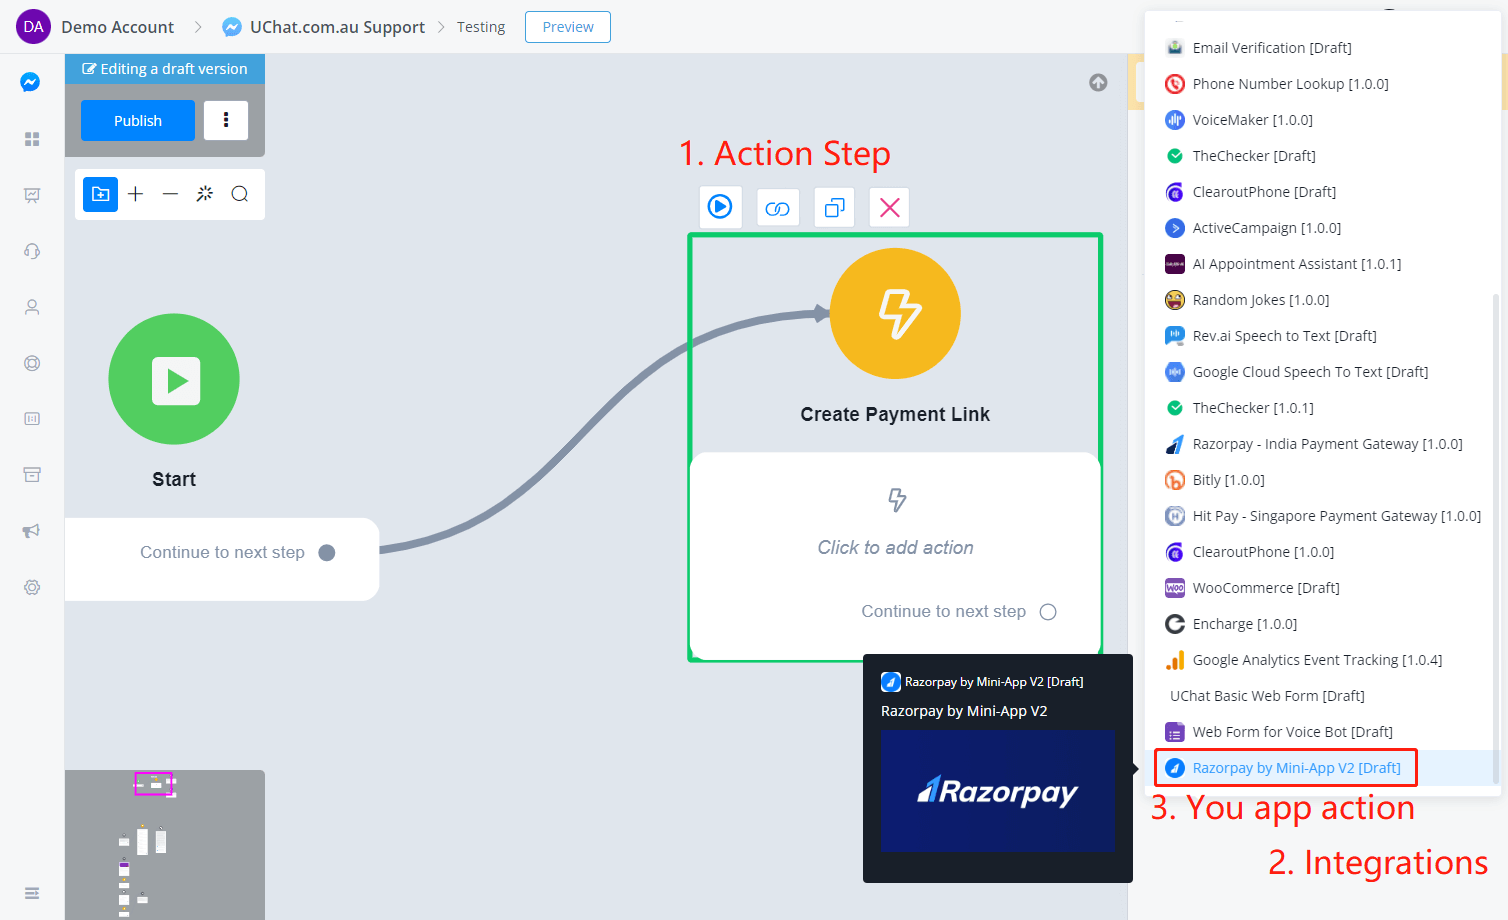 DA Demo Account
UChat.com.au Support
Testing
Preview
Editing a draft version
Publish
1. Action Step
Start
Continue to next step
Create Payment Link
Click to add action
Continue to next step
Razorpay by Mini-App V2 [Draft]
Razorpay by Mini-App V2
Razorpay
Email Verification [Draft]
Phone Number Lookup [1.0.0]
VoiceMaker [1.0.0]
TheChecker [Draft]
ClearoutPhone [Draft]
ActiveCampaign [1.0.0]
AI Appointment Assistant [1.0.1]
Random Jokes [1.0.0]
Rev.ai Speech to Text [Draft]
Google Cloud Speech To Text [Draft]
TheChecker [1.0.1]
Razorpay - India Payment Gateway [1.0.0]
Bitly [1.0.0]
Hit Pay - Singapore Payment Gateway [1.0.0]
ClearoutPhone [1.0.0]
Woo WooCommerce [Draft]
Encharge [1.0.0]
Google Analytics Event Tracking [1.0.4]
UChat Basic Web Form [Draft]
Web Form for Voice Bot [Draft]
Razorpay by Mini-App V2 [Draft]
3. You app action
2. Integrations